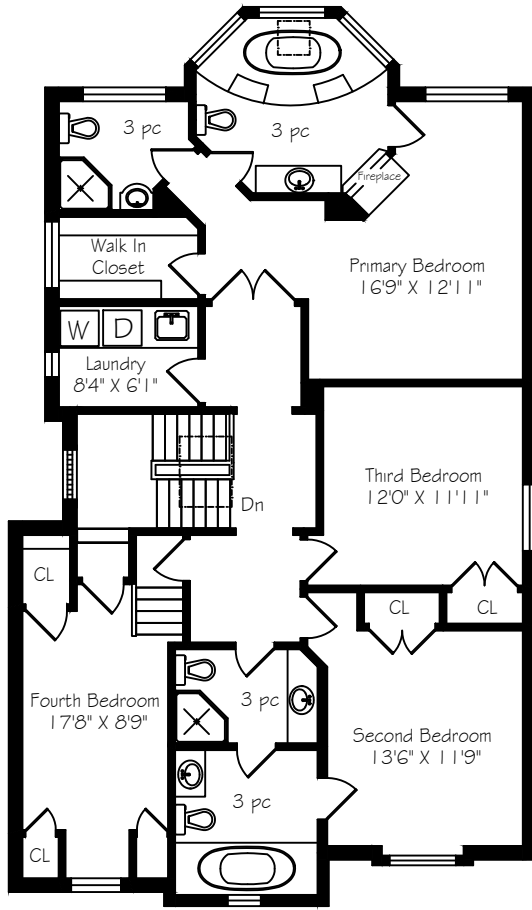 3 pc
3 pc
Fireplace
Walk In
Closet
Primary Bedroom
16'9" X 12'11"
W
D
Laundry
8'4" X 6'1"
Third Bedroom
12'0" X 11'11"
Dn
CL
CL
CL
Fourth Bedroom
17'8" X 8'9"
3 pc
Second Bedroom
13'6" X 11'9"
3 pc
CL